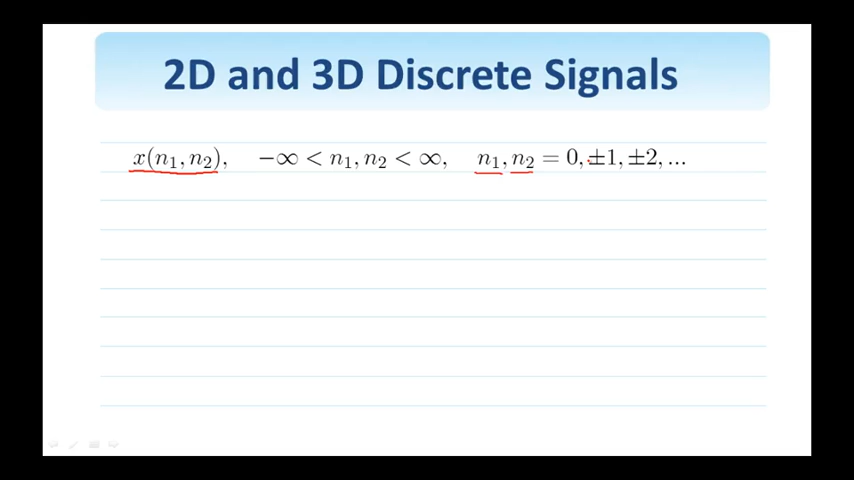 2D and 3D Discrete Signals
x(n₁, n₂), −∞ < n₁, n₂ < ∞, n₁, n₂ = 0, ±1, ±2, ...